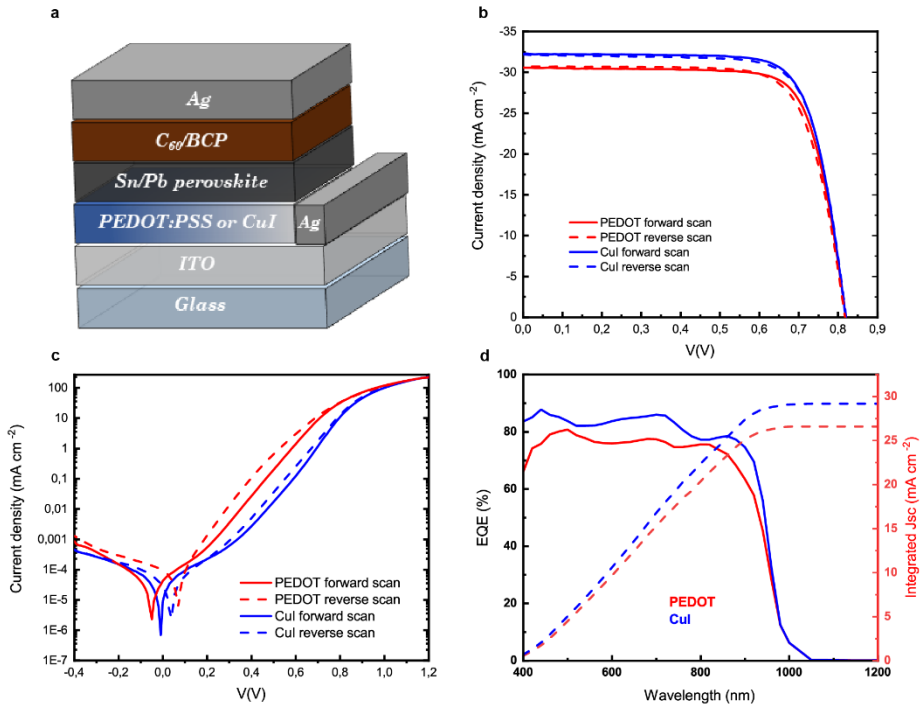 a
Ag
C₆₀/BCP
Sn/Pb perovskite
PEDOT:PSS or CuI
Ag
ITO
Glass
b
Current density (mA cm⁻²)
-35
-30
-25
-20
-15
-10
-5
0
PEDOT forward scan
PEDOT reverse scan
CuI forward scan
CuI reverse scan
0,0 0,1 0,2 0,3 0,4 0,5 0,6 0,7 0,8 0,9
V(V)
c
Current density (mA cm⁻²)
100
10
1
0,1
0,01
0,001
1E-4
1E-5
1E-6
1E-7
PEDOT forward scan
PEDOT reverse scan
CuI forward scan
CuI reverse scan
-0,4 -0,2 0,0 0,2 0,4 0,6 0,8 1,0 1,2
V(V)
d
EQE (%)
100
80
60
40
20
0
PEDOT
CuI
30
25
20
15
10
5
0
Integrated Jsc (mA cm⁻²)
400 600 800 1000 1200
Wavelength (nm)